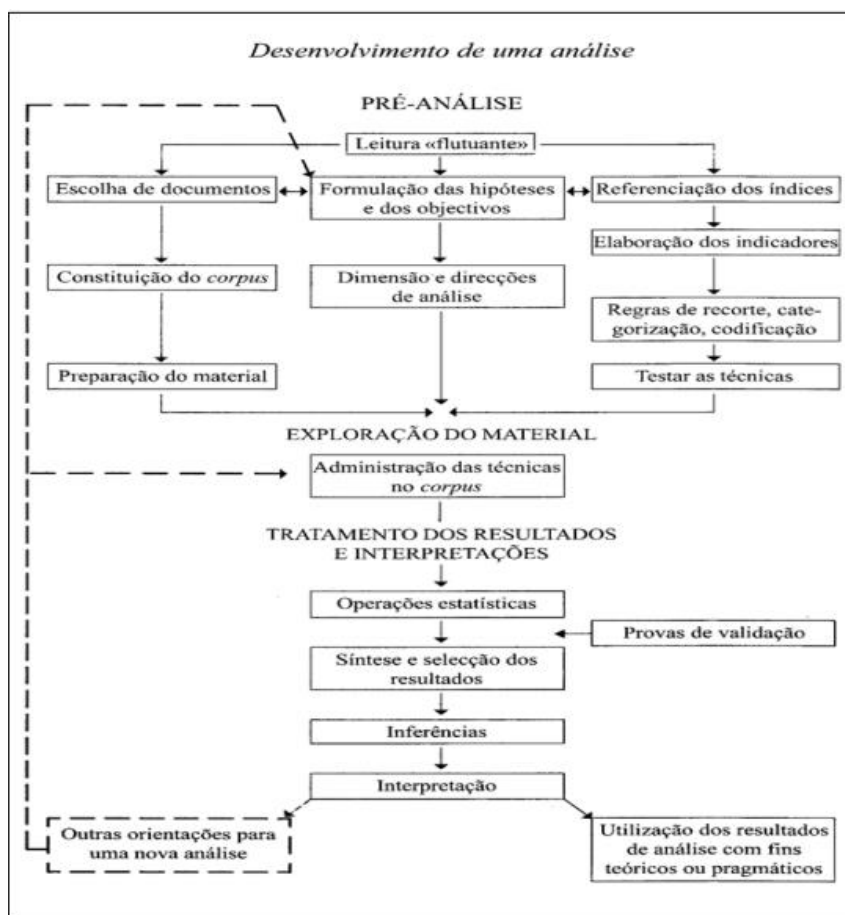 Desenvolvimento de uma análise
PRÉ-ANÁLISE
Leitura «flutuante»
Escolha de documentos
Formulação das hipóteses
e dos objectivos
Referenciação dos índices
Elaboração dos indicadores
Constituição do corpus
Dimensão e direcções
de análise
Regras de recorte, cate-
gorização, codificação
Preparação do material
Testar as técnicas
EXPLORAÇÃO DO MATERIAL
Administração das técnicas
no corpus
TRATAMENTO DOS RESULTADOS
E INTERPRETAÇÕES
Operações estatísticas
Provas de validação
Síntese e selecção dos
resultados
Inferências
Interpretação
Outras orientações para
uma nova análise
Utilização dos resultados
de análise com fins
teóricos ou pragmáticos